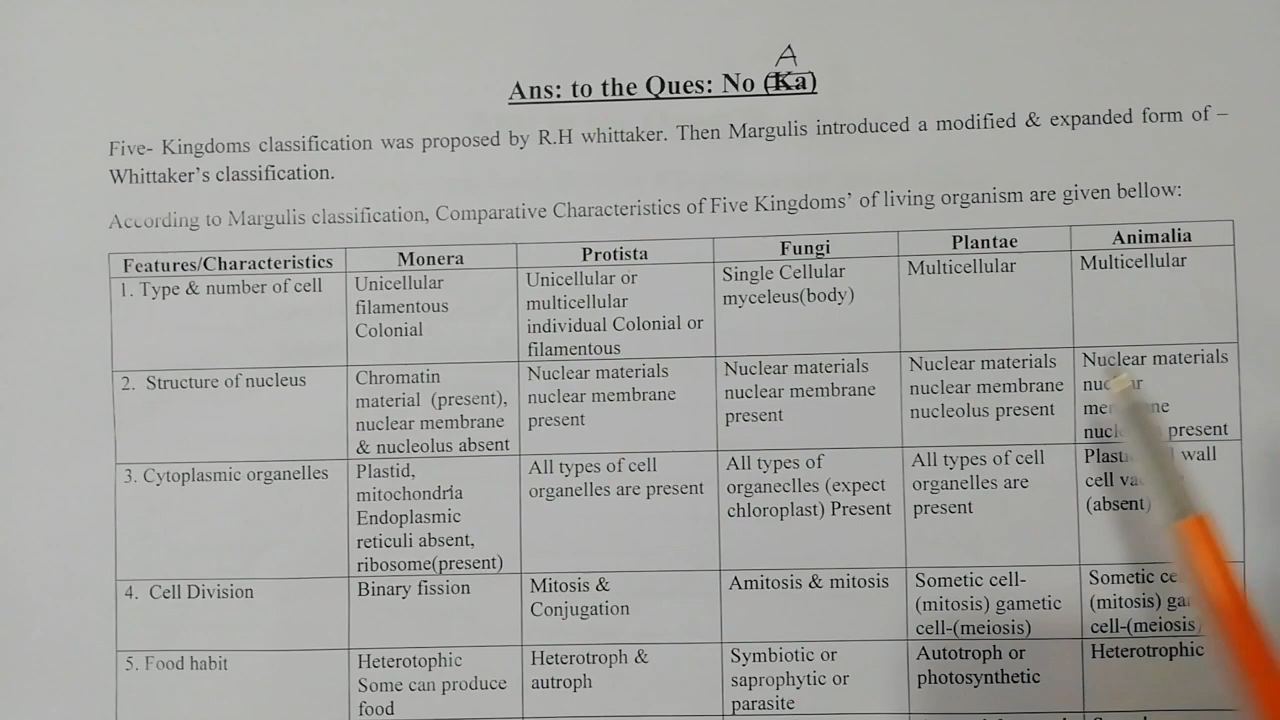 A
Ans: to the Ques: No (Ka)
Five- Kingdoms classification was proposed by R.H whittaker. Then Margulis introduced a modified & expanded form of –
Whittaker's classification.
According to Margulis classification, Comparative Characteristics of Five Kingdoms' of living organism are given bellow:
Features/Characteristics
Monera
Protista
Fungi
Plantae
Animalia
1. Type & number of cell
Unicellular
filamentous
Colonial
Unicellular or
multicellular
individual Colonial or
filamentous
Single Cellular
myceleus(body)
Multicellular
Multicellular
2. Structure of nucleus
Chromatin
material (present),
nuclear membrane
& nucleolus absent
Nuclear materials
nuclear membrane
present
Nuclear materials
nuclear membrane
present
Nuclear materials
nuclear membrane
nucleolus present
Nuclear materials
present
3. Cytoplasmic organelles
Plastid,
mitochondria
Endoplasmic
reticuli absent,
ribosome(present)
All types of cell
organelles are present
All types of
organeclles (expect
chloroplast) Present
All types of cell
organelles are
present
wall
cell
(absent)
4. Cell Division
Binary fission
Mitosis &
Conjugation
Amitosis & mitosis
Sometic cell-
(mitosis) gametic
cell-(meiosis)
Sometic
(mitosis)
cell-(meiosis)
5. Food habit
Heterotophic
Some can produce
food
Heterotroph &
autroph
Symbiotic or
saprophytic or
parasite
Autotroph or
photosynthetic
Heterotrophic